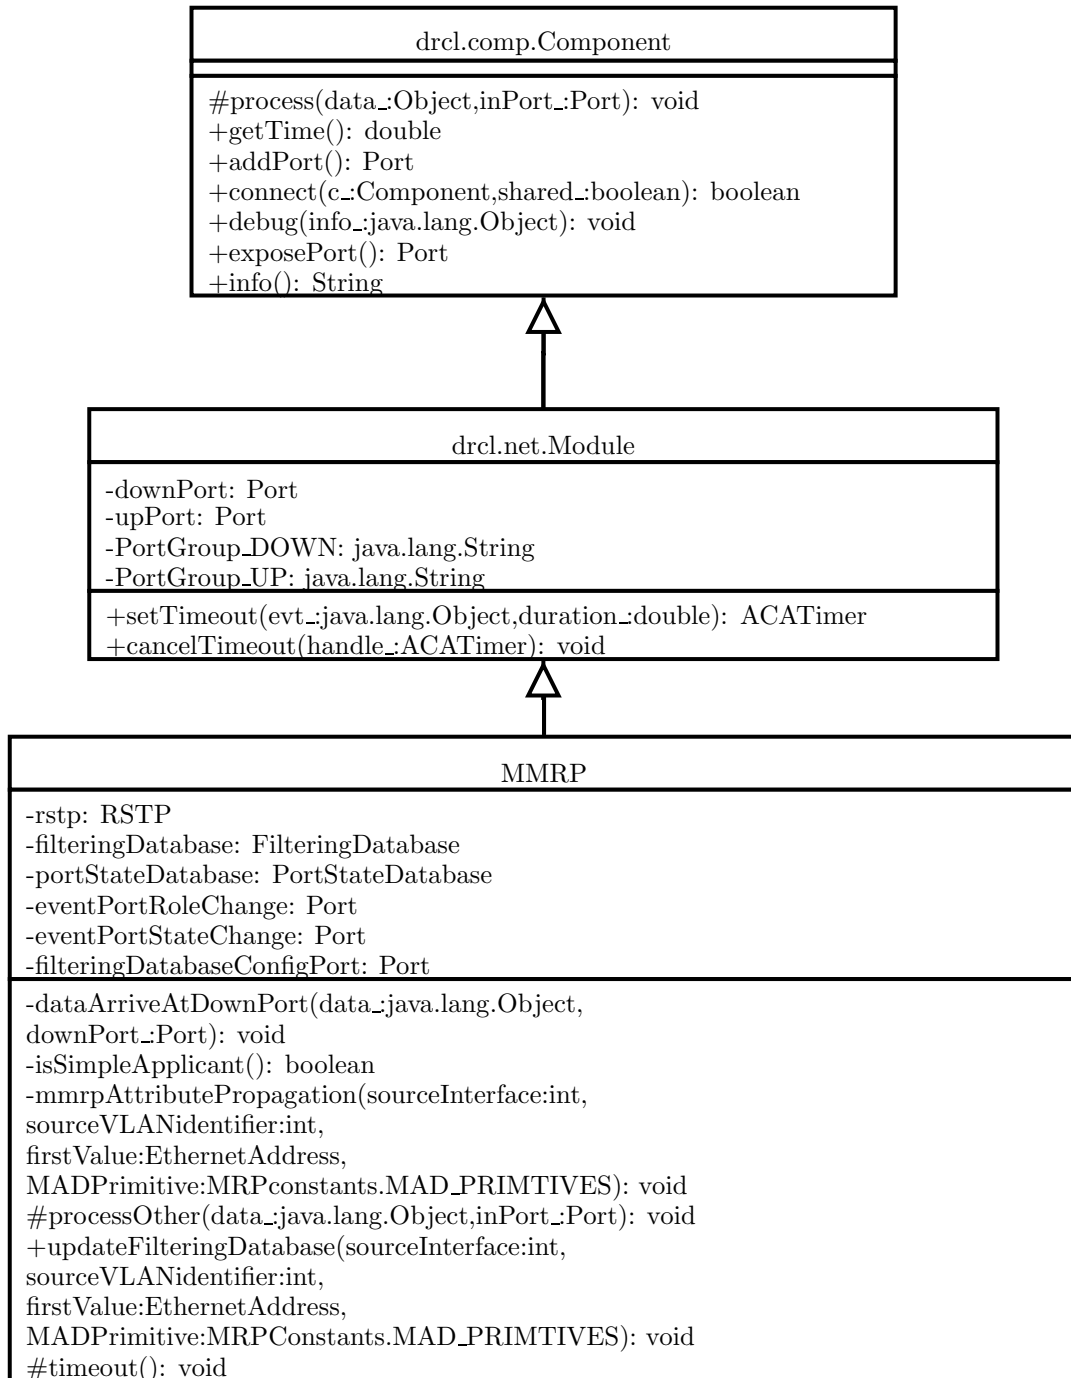 drcl.comp.Component
#process(data_:Object,inPort_:Port): void
+getTime(): double
+addPort(): Port
+connect(c_:Component,shared_:boolean): boolean
+debug(info_:java.lang.Object): void
+exposePort(): Port
+info(): String
drcl.net.Module
-downPort: Port
-upPort: Port
-PortGroup_DOWN: java.lang.String
-PortGroup_UP: java.lang.String
+setTimeout(evt_:java.lang.Object,duration_:double): ACATimer
+cancelTimeout(handle_:ACATimer): void
MMRP
-rstp: RSTP
-filteringDatabase: FilteringDatabase
-portStateDatabase: PortStateDatabase
-eventPortRoleChange: Port
-eventPortStateChange: Port
-filteringDatabaseConfigPort: Port
-dataArriveAtDownPort(data_:java.lang.Object,
downPort_:Port): void
-isSimpleApplicant(): boolean
-mmrpAttributePropagation(sourceInterface:int,
sourceVLANidentifier:int,
firstValue:EthernetAddress,
MADPrimitive:MRPconstants.MAD_PRIMTIVES): void
#processOther(data_:java.lang.Object,inPort_:Port): void
+updateFilteringDatabase(sourceInterface:int,
sourceVLANidentifier:int,
firstValue:EthernetAddress,
MADPrimitive:MRPConstants.MAD_PRIMTIVES): void
#timeout(): void